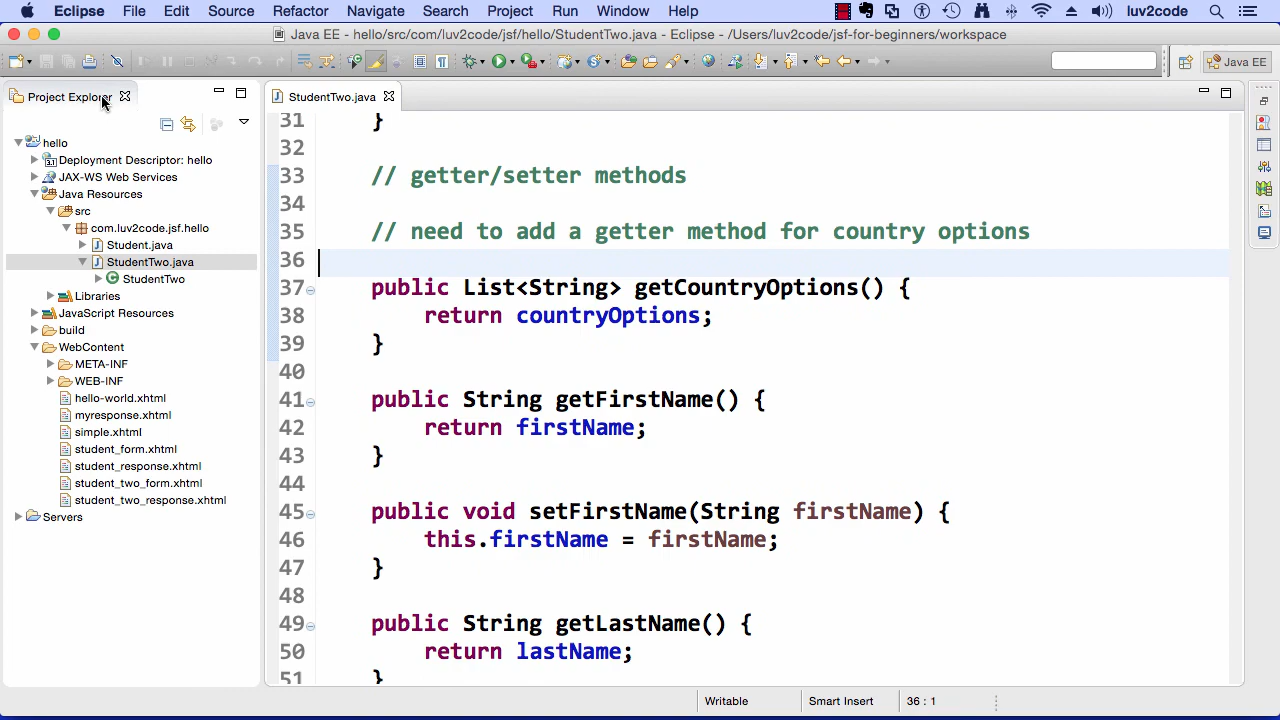 Eclipse File Edit Source Refactor Navigate Search Project Run Window Help luv2code
Java EE - hello/src/com/luv2code/jsf/hello/StudentTwo.java - Eclipse - /Users/luv2code/jsf-for-beginners/workspace
Java EE
Project Explorer
hello
Deployment Descriptor: hello
JAX-WS Web Services
Java Resources
src
com.luv2code.jsf.hello
Student.java
StudentTwo.java
StudentTwo
Libraries
JavaScript Resources
build
WebContent
META-INF
WEB-INF
hello-world.xhtml
myresponse.xhtml
simple.xhtml
student_form.xhtml
student_response.xhtml
student_two_form.xhtml
student_two_response.xhtml
Servers
StudentTwo.java
31 }
32
33 // getter/setter methods
34
35 // need to add a getter method for country options
36
37 public List<String> getCountryOptions() {
38 return countryOptions;
39 }
40
41 public String getFirstName() {
42 return firstName;
43 }
44
45 public void setFirstName(String firstName) {
46 this.firstName = firstName;
47 }
48
49 public String getLastName() {
50 return lastName;
51 }
Writable Smart Insert 36 : 1